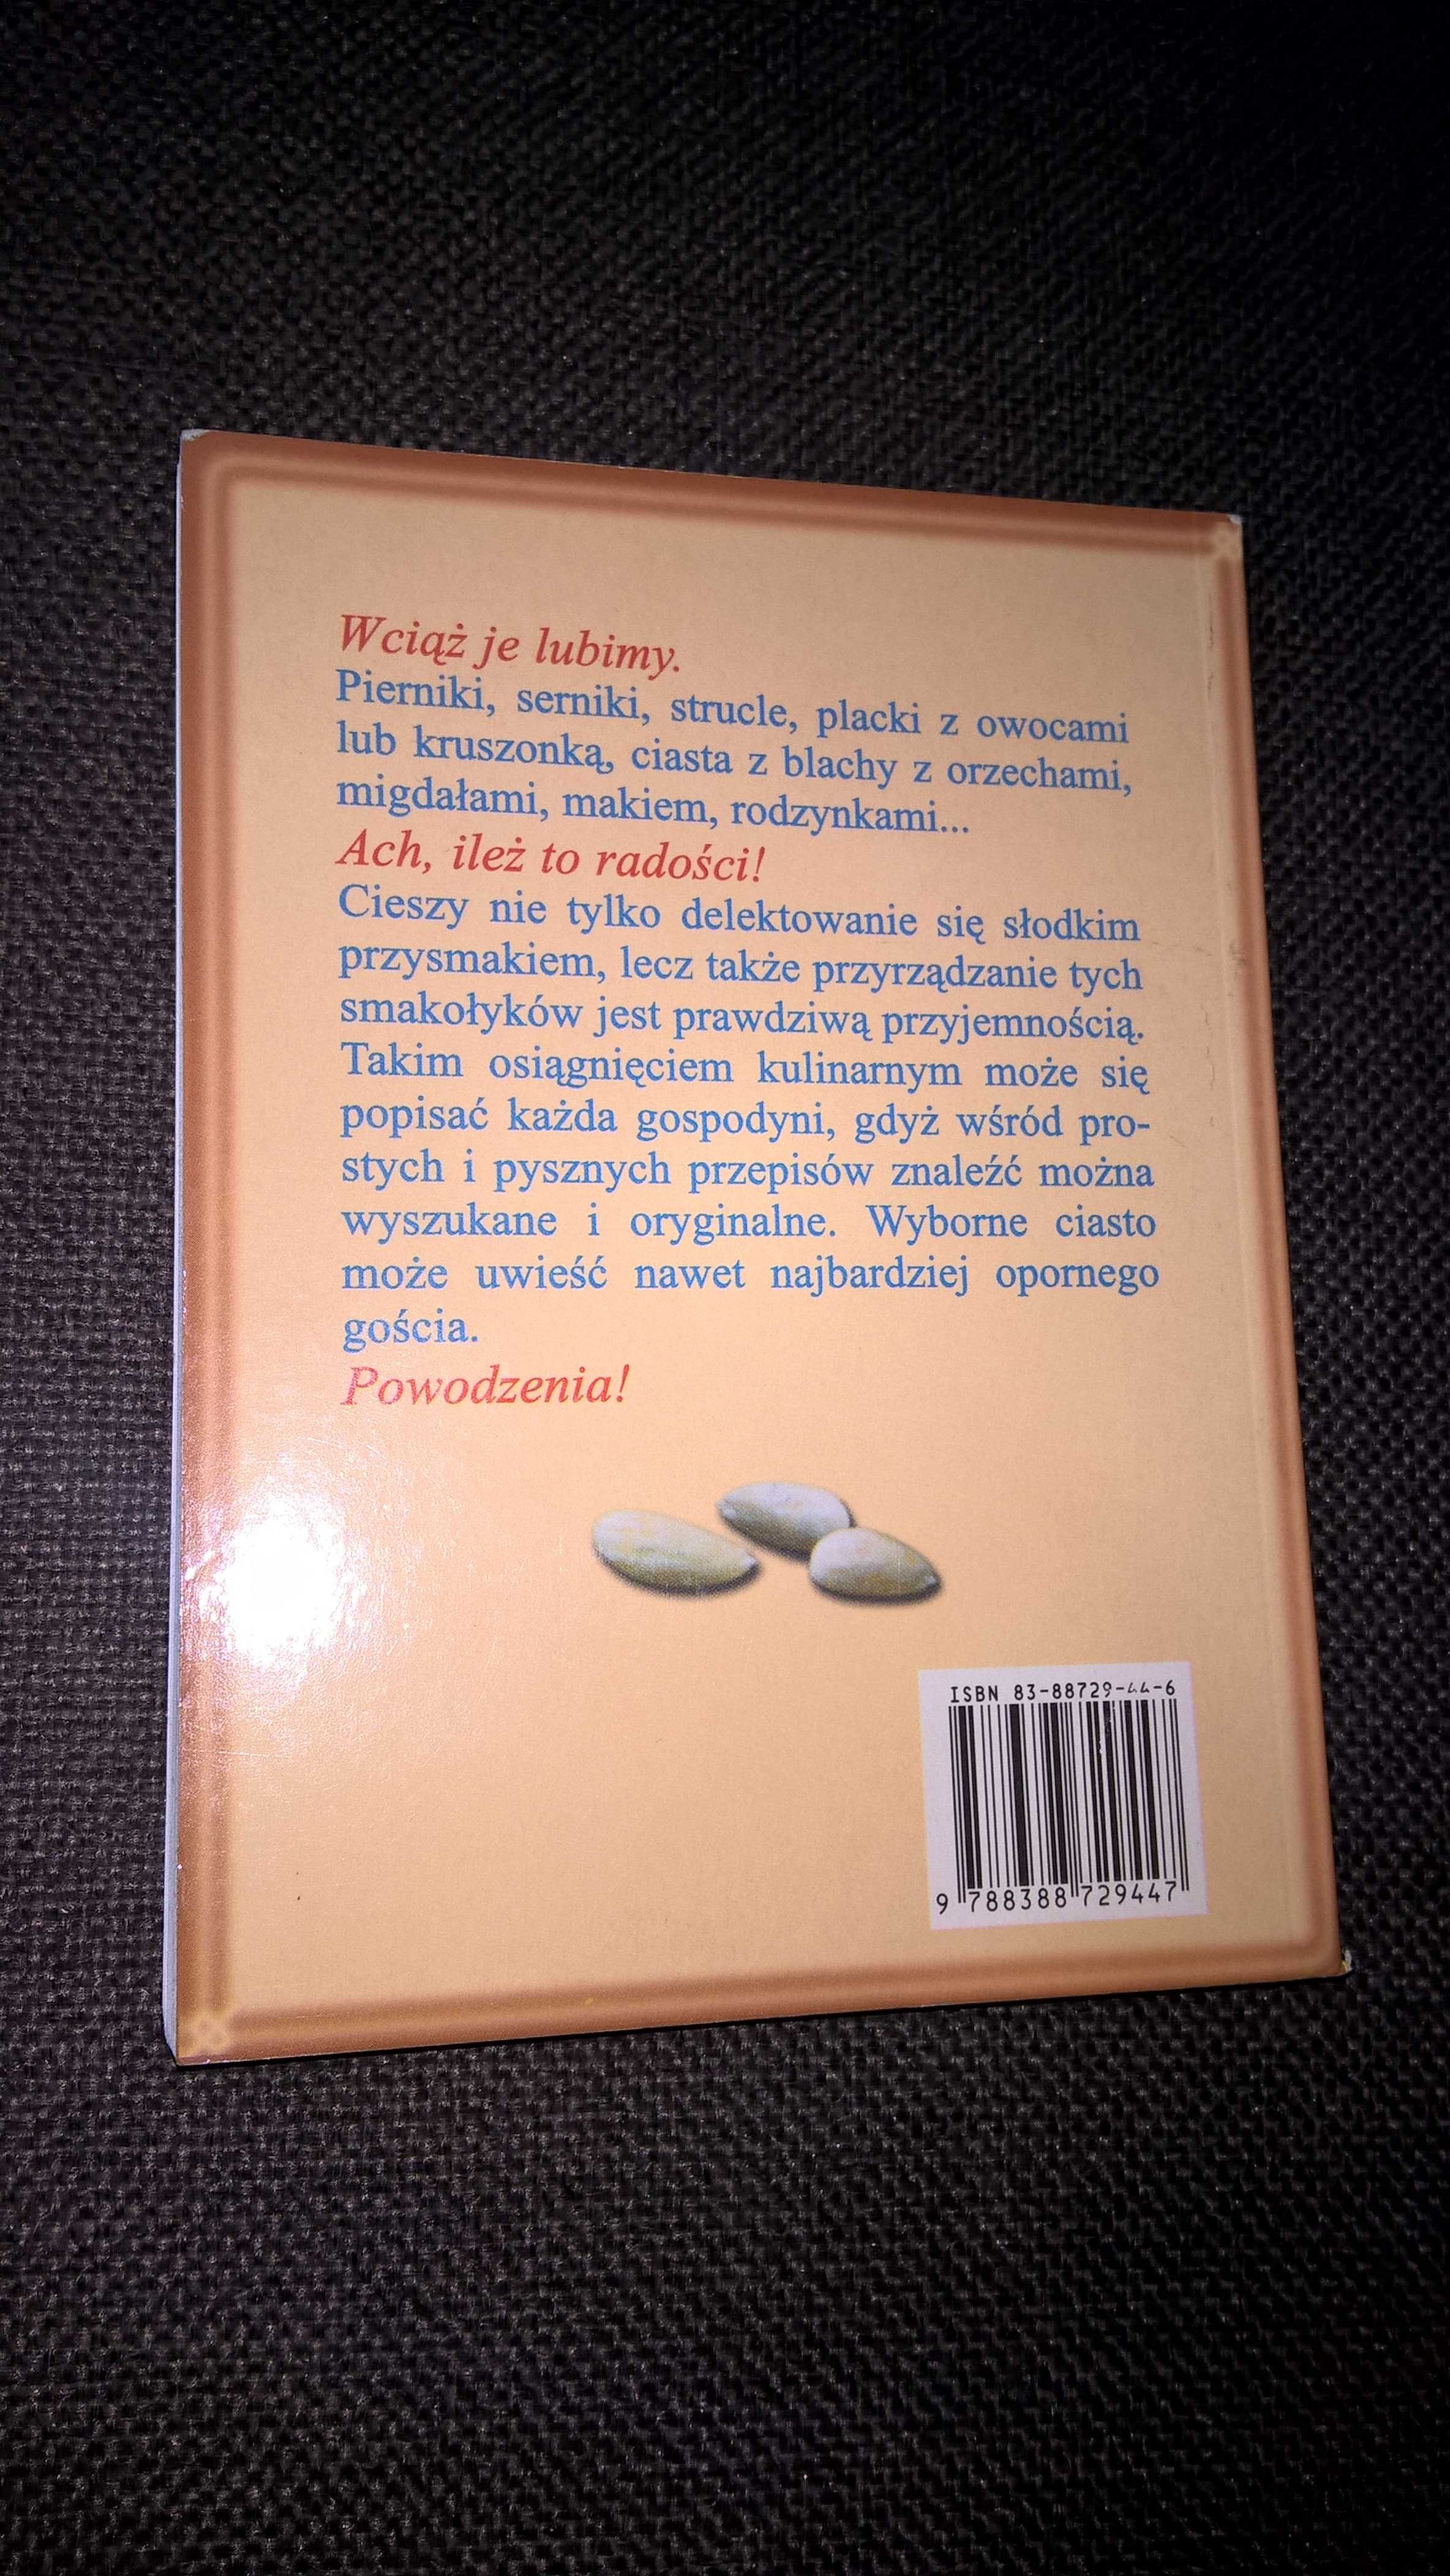 Wciąż je lubimy.
Pierniki, serniki, strucle, placki z owocami
lub kruszonką, ciasta z blachy z orzechami,
migdałami, makiem, rodzynkami...
Ach, ileż to radości!
Cieszy nie tylko delektowanie się słodkim
przysmakiem, lecz także przyrządzanie tych
smakołyków jest prawdziwą przyjemnością.
Takim osiągnięciem kulinarnym może się
popisać każda gospodyni, gdyż wśród pro-
stych i pysznych przepisów znaleźć można
wyszukane i oryginalne. Wyborne ciasto
może uwieść nawet najbardziej opornego
gościa.
Powodzenia!
ISBN 83-88729-44-6
9 788388 729447